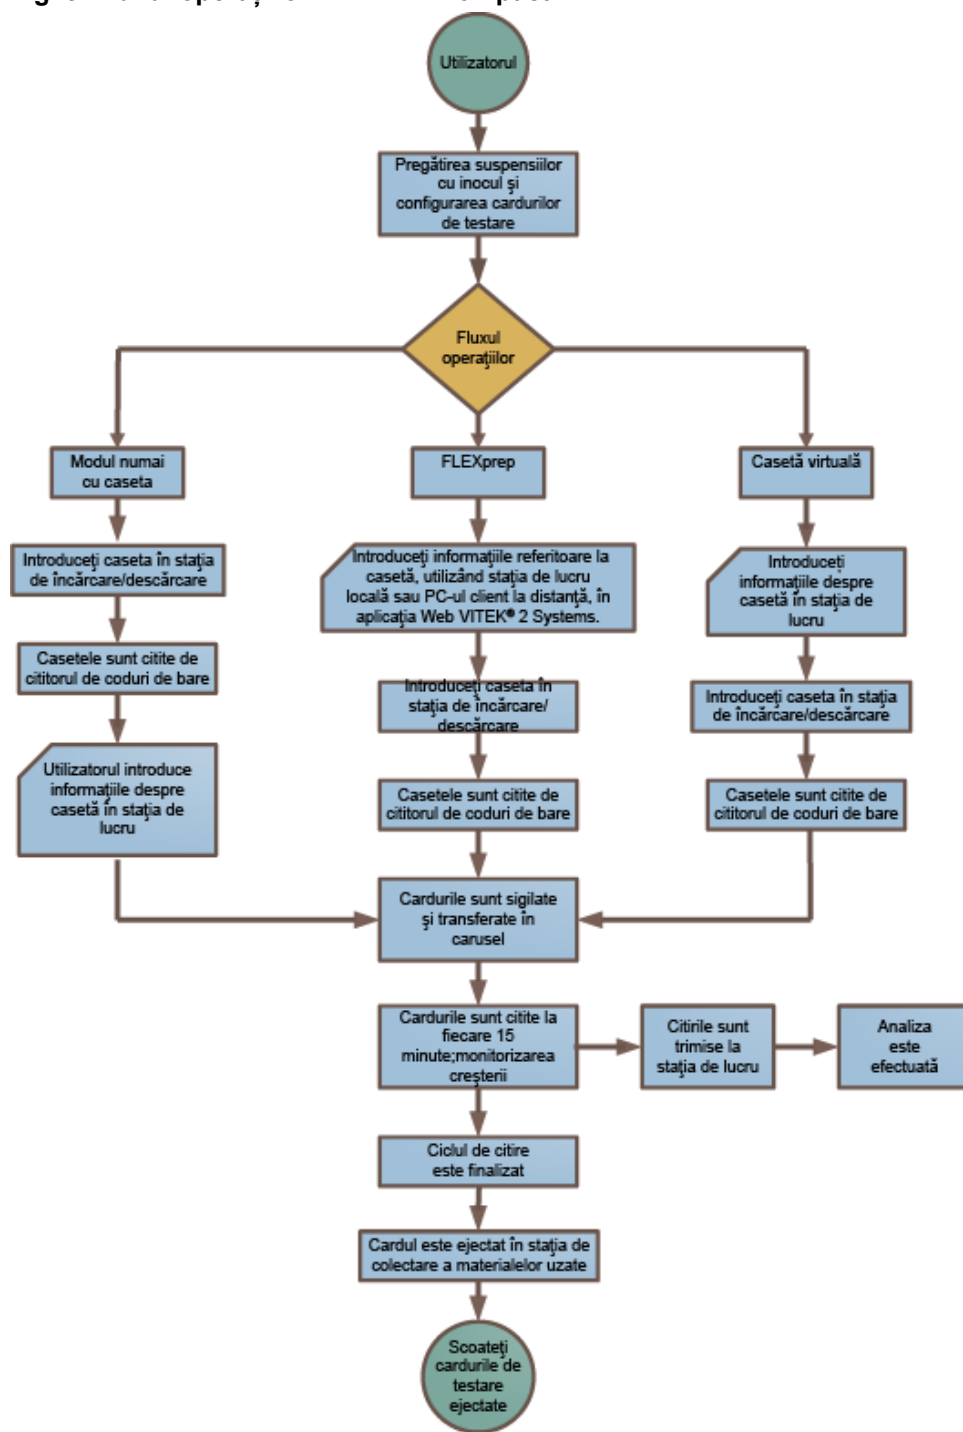 Utilizatorul
Pregătirea suspensiilor
cu inocul şi
configurarea cardurilor
de testare
Fluxul
operaţiilor
Modul numai
cu caseta
Introduceţi caseta în staţia
de încărcare/descărcare
Casetele sunt citite de
cititorul de coduri de bare
Utilizatorul introduce
informaţiile despre
casetă în staţia de
lucru
FLEXprep
Introduceţi informaţiile referitoare la
casetă, utilizând staţia de lucru
locală sau PC-ul client la distanţă, în
aplicaţia Web VITEK® 2 Systems.
Introduceţi caseta în
staţia de încărcare/
descărcare
Casetele sunt citite de
cititorul de coduri de bare
Casetă virtuală
Introduceţi
informaţiile despre
casetă în staţia de
lucru
Introduceţi caseta în staţia
de încărcare/descărcare
Casetele sunt citite de
cititorul de coduri de bare
Cardurile sunt sigilate
şi transferate în
carusel
Cardurile sunt citite la
fiecare 15
minute;monitorizarea
creşterii
Citirile sunt
trimise la
staţia de lucru
Analiza
este
efectuată
Ciclul de citire
este finalizat
Cardul este ejectat în staţia de
colectare a materialelor uzate
Scoateţi
cardurile de
testare
ejectate